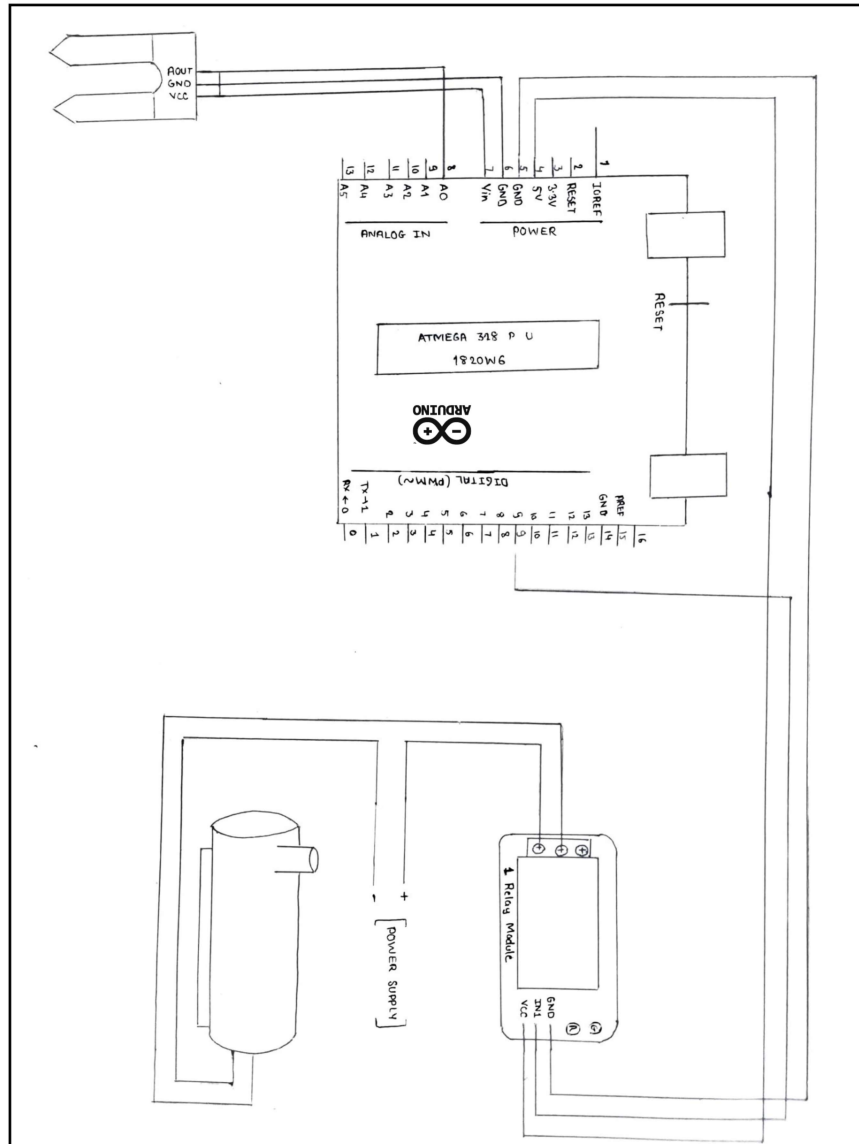 AOUT
GND
VCC
13
12
11
10
9
8
7
6
5
4
3
2
1
A5
A4
A3
A2
A1
A0
Vin
GND
GND
5V
3.3V
RESET
IOREF
ANALOG IN
POWER
RESET
ATMEGA 328 P U
1820W6
ARDUINO
DIGITAL (PWM~)
RX←0
TX→1
2
3
4
5
6
7
8
9
10
11
12
13
GND
AREF
0
1
2
3
4
5
6
7
8
9
10
11
12
13
14
15
16
-
+
[POWER SUPPLY]
1 Relay Module
VCC
IN1
GND